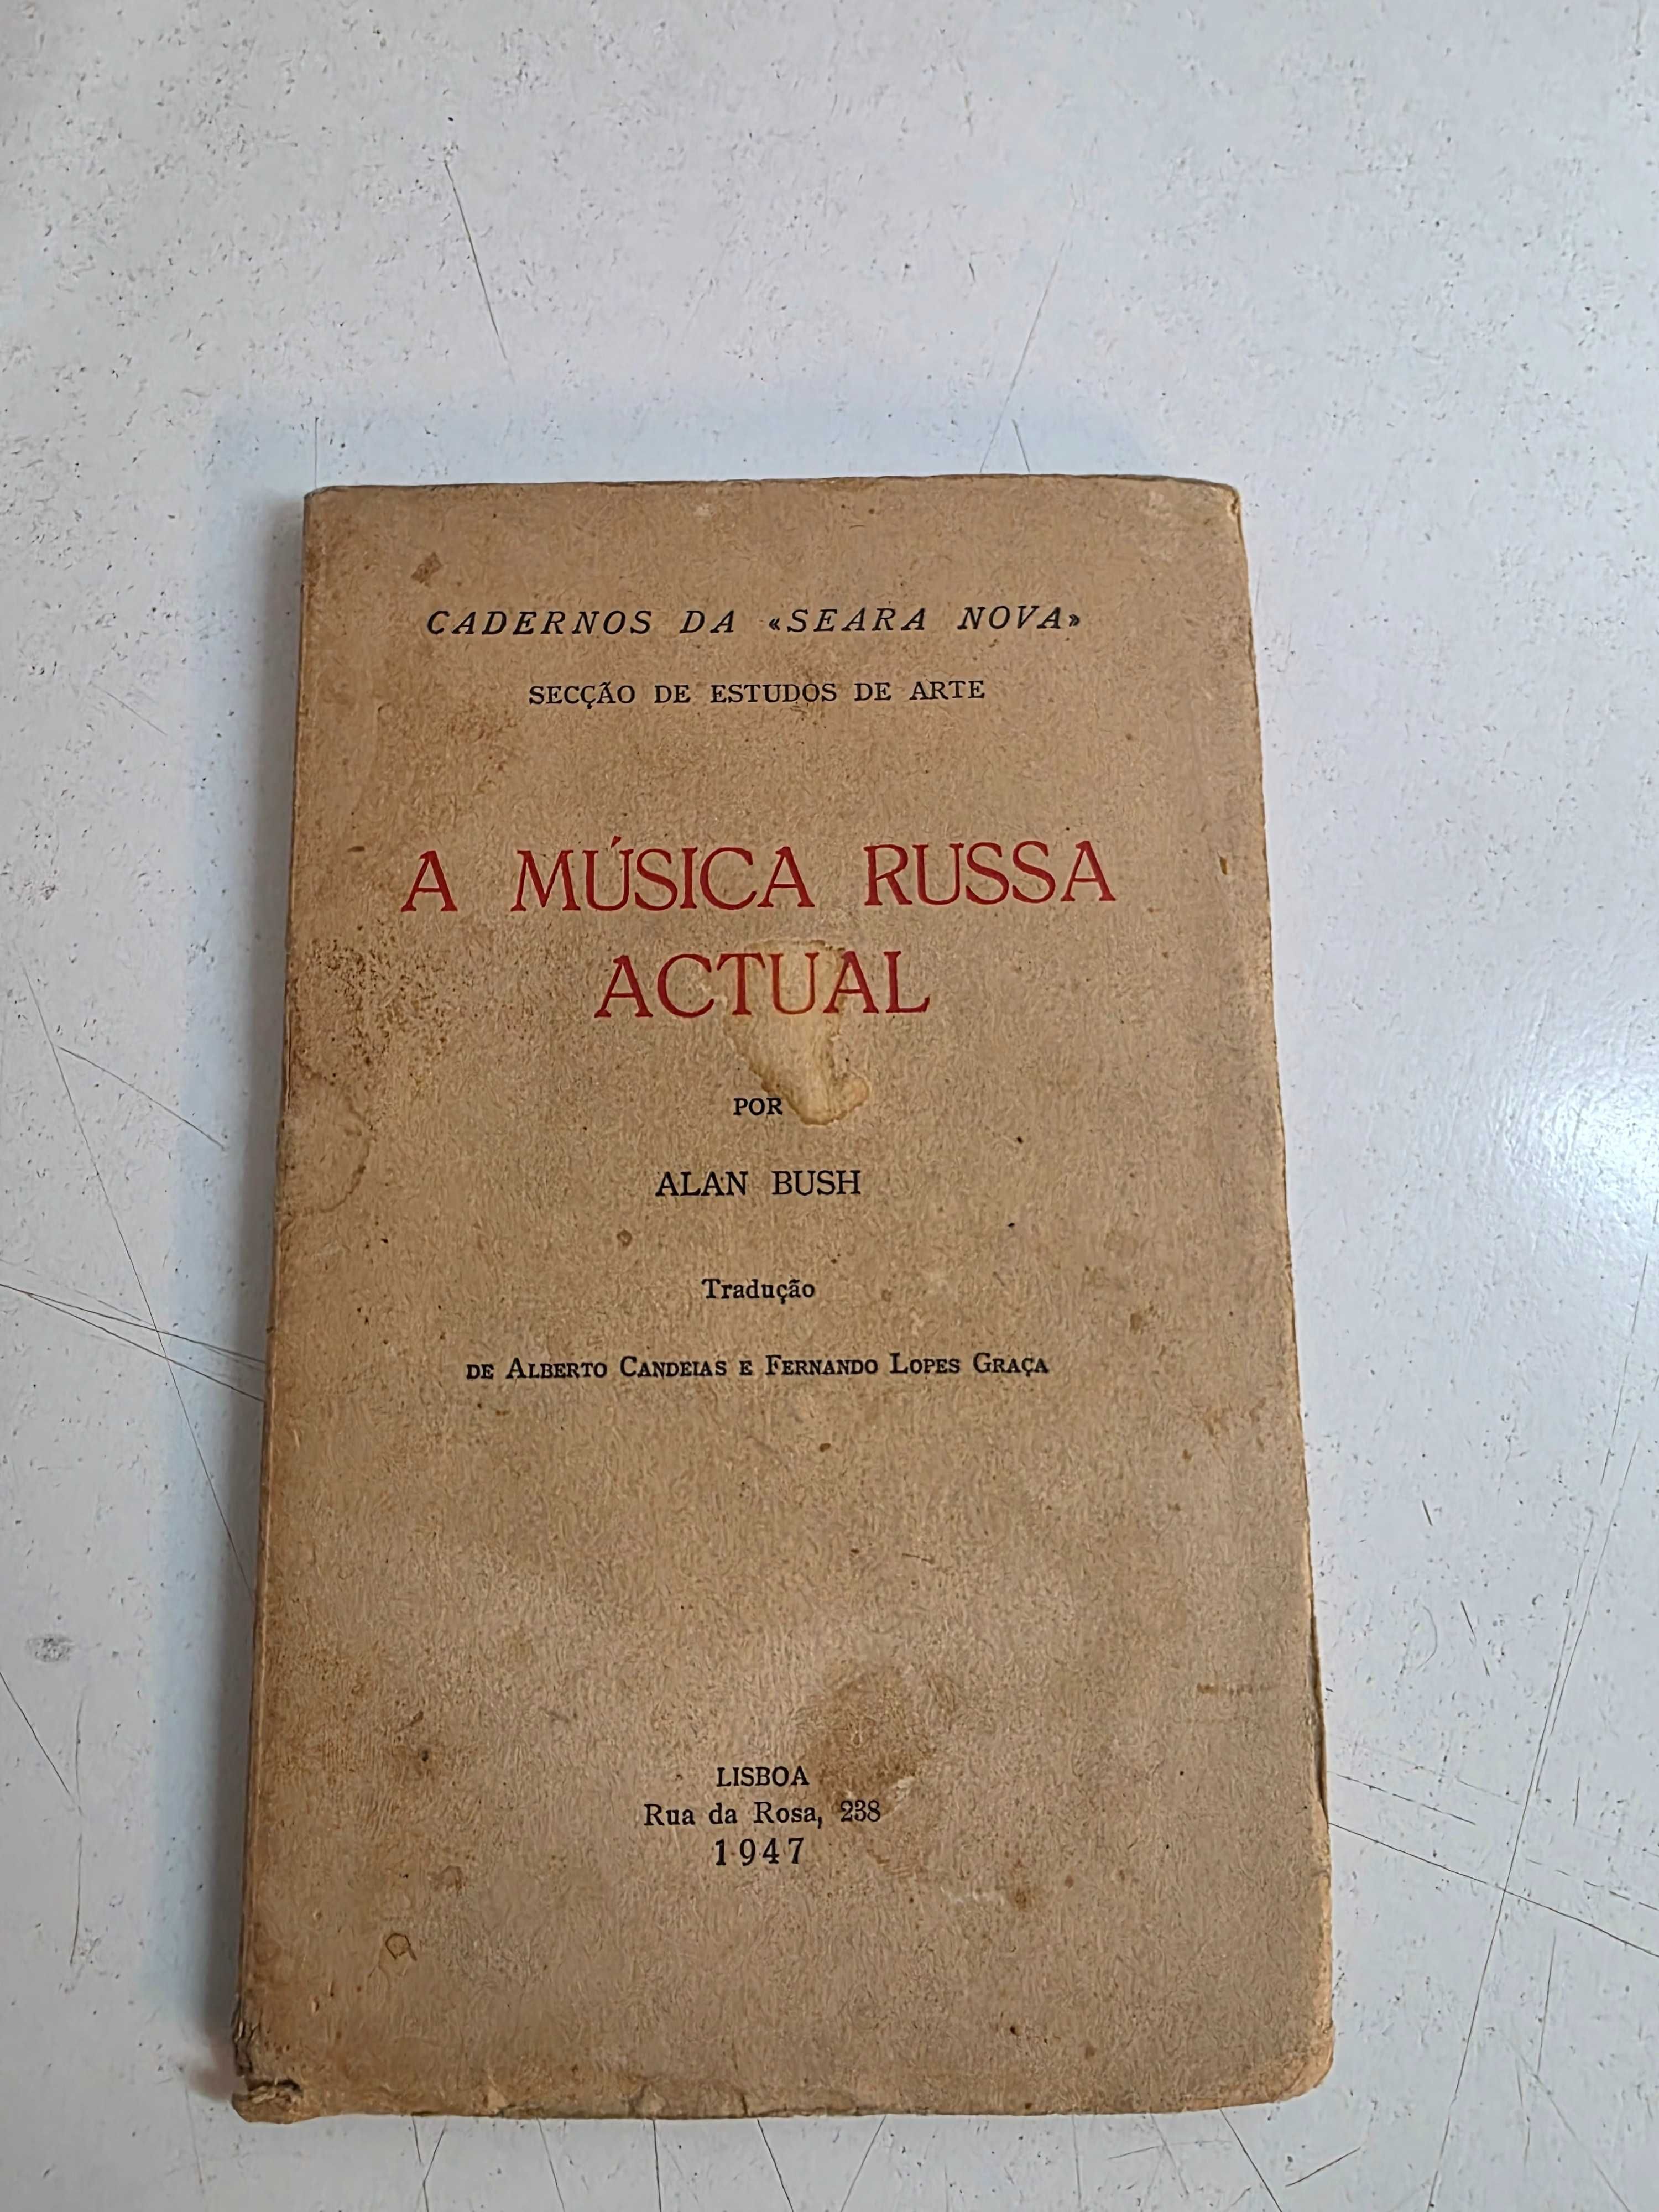 CADERNOS DA «SEARA NOVA»
SECÇÃO DE ESTUDOS DE ARTE
A MÚSICA RUSSA
ACTUAL
POR
ALAN BUSH
Tradução
DE ALBERTO CANDEIAS E FERNANDO LOPES GRAÇA
LISBOA
Rua da Rosa, 238
1947